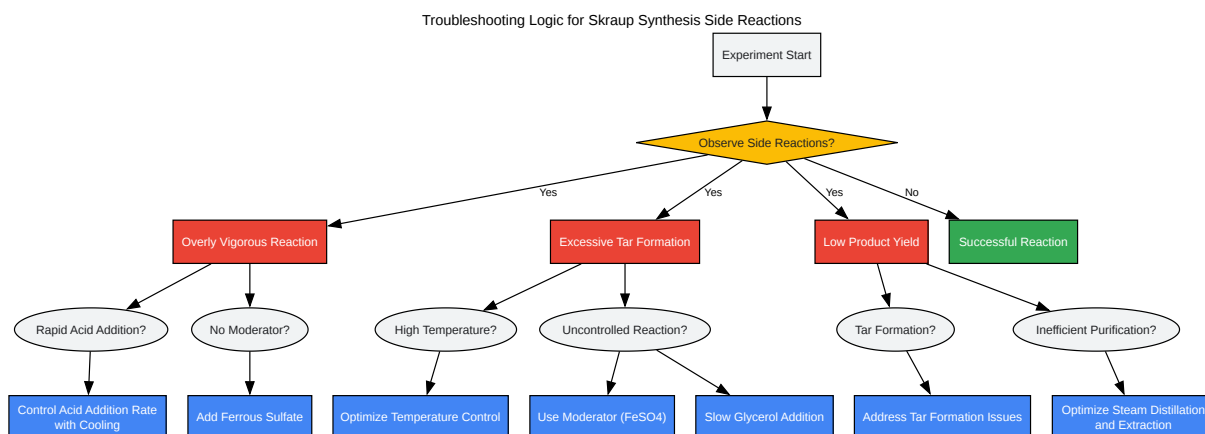 Troubleshooting Logic for Skraup Synthesis Side Reactions
Experiment Start
Observe Side Reactions?
Yes
Yes
Yes
No
Overly Vigorous Reaction
Excessive Tar Formation
Low Product Yield
Successful Reaction
Rapid Acid Addition?
No Moderator?
High Temperature?
Uncontrolled Reaction?
Tar Formation?
Inefficient Purification?
Control Acid Addition Rate
with Cooling
Add Ferrous Sulfate
Optimize Temperature Control
Use Moderator (FeSO4)
Slow Glycerol Addition
Address Tar Formation Issues
Optimize Steam Distillation
and Extraction